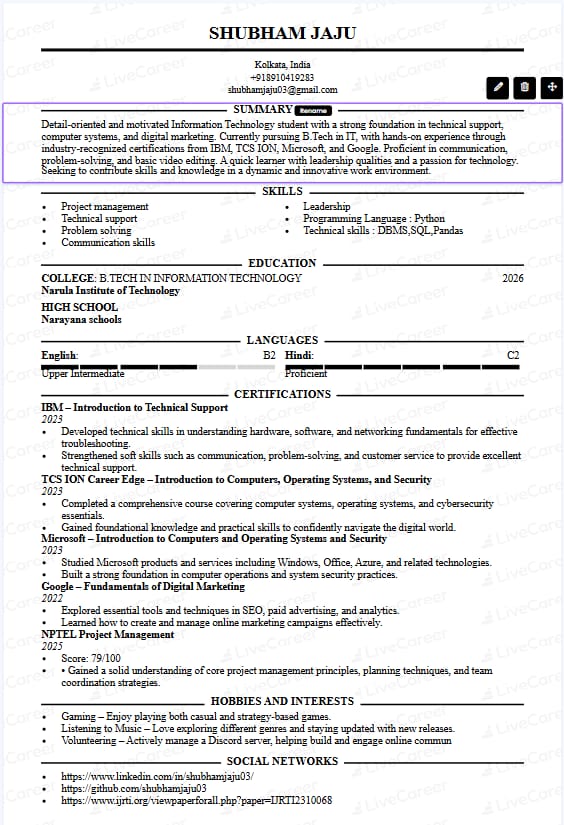 SHUBHAM JAJU
Kolkata, India
+918910419283
shubhamjaju03@gmail.com
SUMMARY Rename
Detail-oriented and motivated Information Technology student with a strong foundation in technical support,
computer systems, and digital marketing. Currently pursuing B.Tech in IT, with hands-on experience through
industry-recognized certifications from IBM, TCS ION, Microsoft, and Google. Proficient in communication,
problem-solving, and basic video editing. A quick learner with leadership qualities and a passion for technology.
Seeking to contribute skills and knowledge in a dynamic and innovative work environment.
SKILLS
• Project management
• Technical support
• Problem solving
• Communication skills
• Leadership
• Programming Language : Python
• Technical skills : DBMS,SQL,Pandas
EDUCATION
COLLEGE: B.TECH IN INFORMATION TECHNOLOGY 2026
Narula Institute of Technology
HIGH SCHOOL
Narayana schools
LANGUAGES
English: B2 Hindi: C2
Upper Intermediate Proficient
CERTIFICATIONS
IBM – Introduction to Technical Support
2023
• Developed technical skills in understanding hardware, software, and networking fundamentals for effective
troubleshooting.
• Strengthened soft skills such as communication, problem-solving, and customer service to provide excellent
technical support.
TCS ION Career Edge – Introduction to Computers, Operating Systems, and Security
2023
• Completed a comprehensive course covering computer systems, operating systems, and cybersecurity
essentials.
• Gained foundational knowledge and practical skills to confidently navigate the digital world.
Microsoft – Introduction to Computers and Operating Systems and Security
2023
• Studied Microsoft products and services including Windows, Office, Azure, and related technologies.
• Built a strong foundation in computer operations and system security practices.
Google – Fundamentals of Digital Marketing
2022
• Explored essential tools and techniques in SEO, paid advertising, and analytics.
• Learned how to create and manage online marketing campaigns effectively.
NPTEL Project Management
2025
• Score: 79/100
• • Gained a solid understanding of core project management principles, planning techniques, and team
coordination strategies.
HOBBIES AND INTERESTS
• Gaming – Enjoy playing both casual and strategy-based games.
• Listening to Music – Love exploring different genres and staying updated with new releases.
• Volunteering – Actively manage a Discord server, helping build and engage online commun
SOCIAL NETWORKS
• https://www.linkedin.com/in/shubhamjaju03/
• https://github.com/shubhamjaju03
• https://www.ijrti.org/viewpaperforall.php?paper=IJRTI2310068